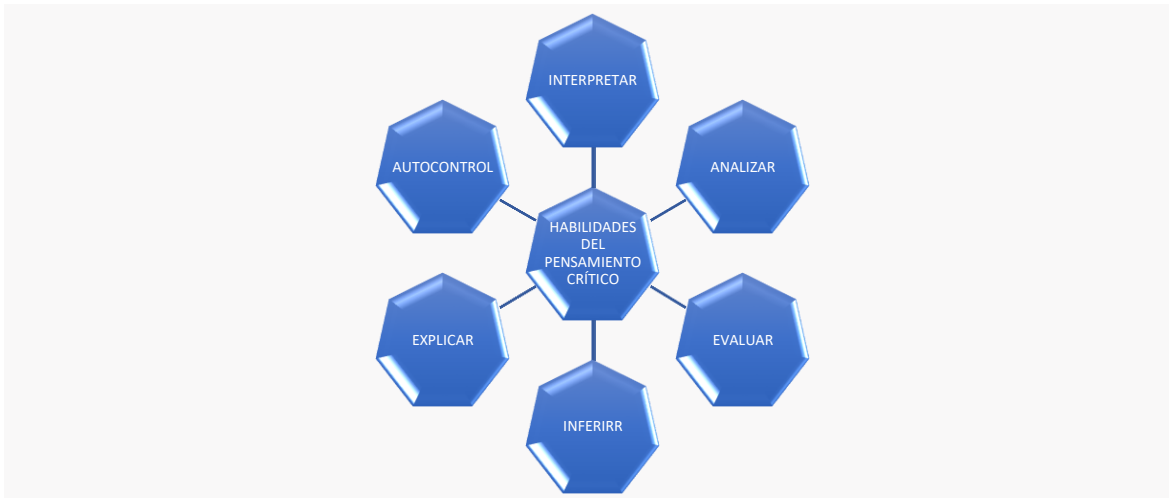 INTERPRETAR
AUTOCONTROL
ANALIZAR
HABILIDADES
DEL
PENSAMIENTO
CRÍTICO
EXPLICAR
EVALUAR
INFERIRR